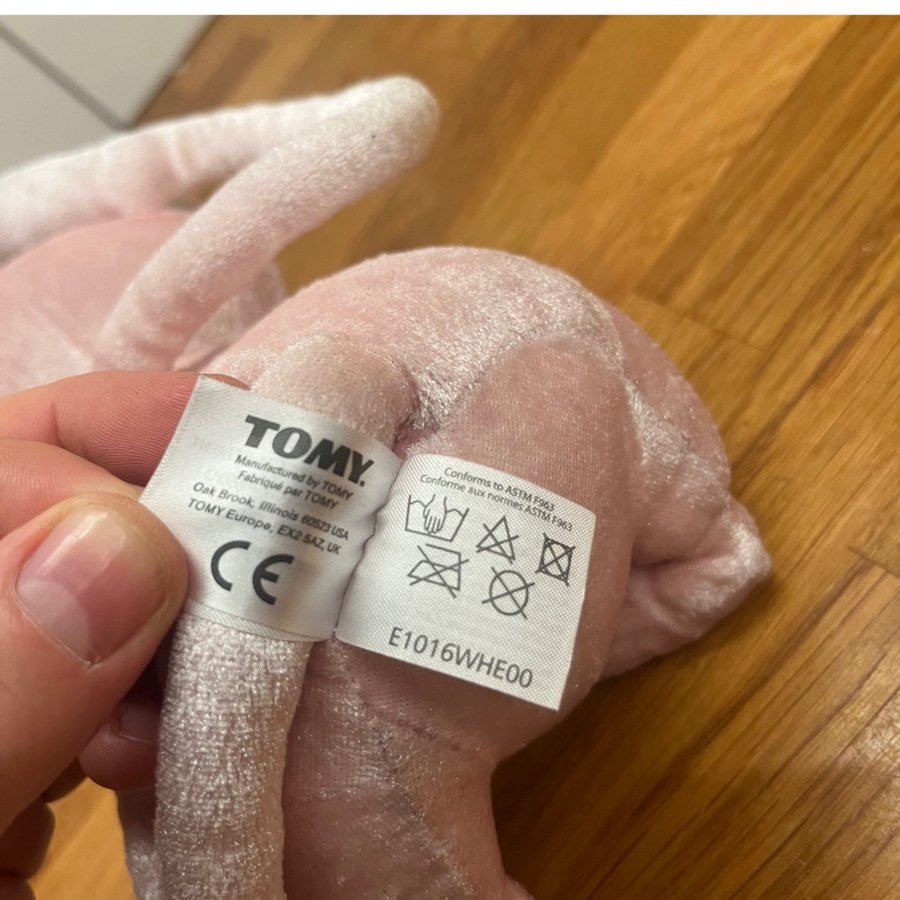 TOMY.
Manufactured by TOMY
Fabriqué par TOMY
Oak Brook, Illinois 60523 USA
TOMY Europe, EX2 5AZ, UK
CE
Conforms to ASTM F963
Conforme aux normes ASTM F963
E1016WHE00